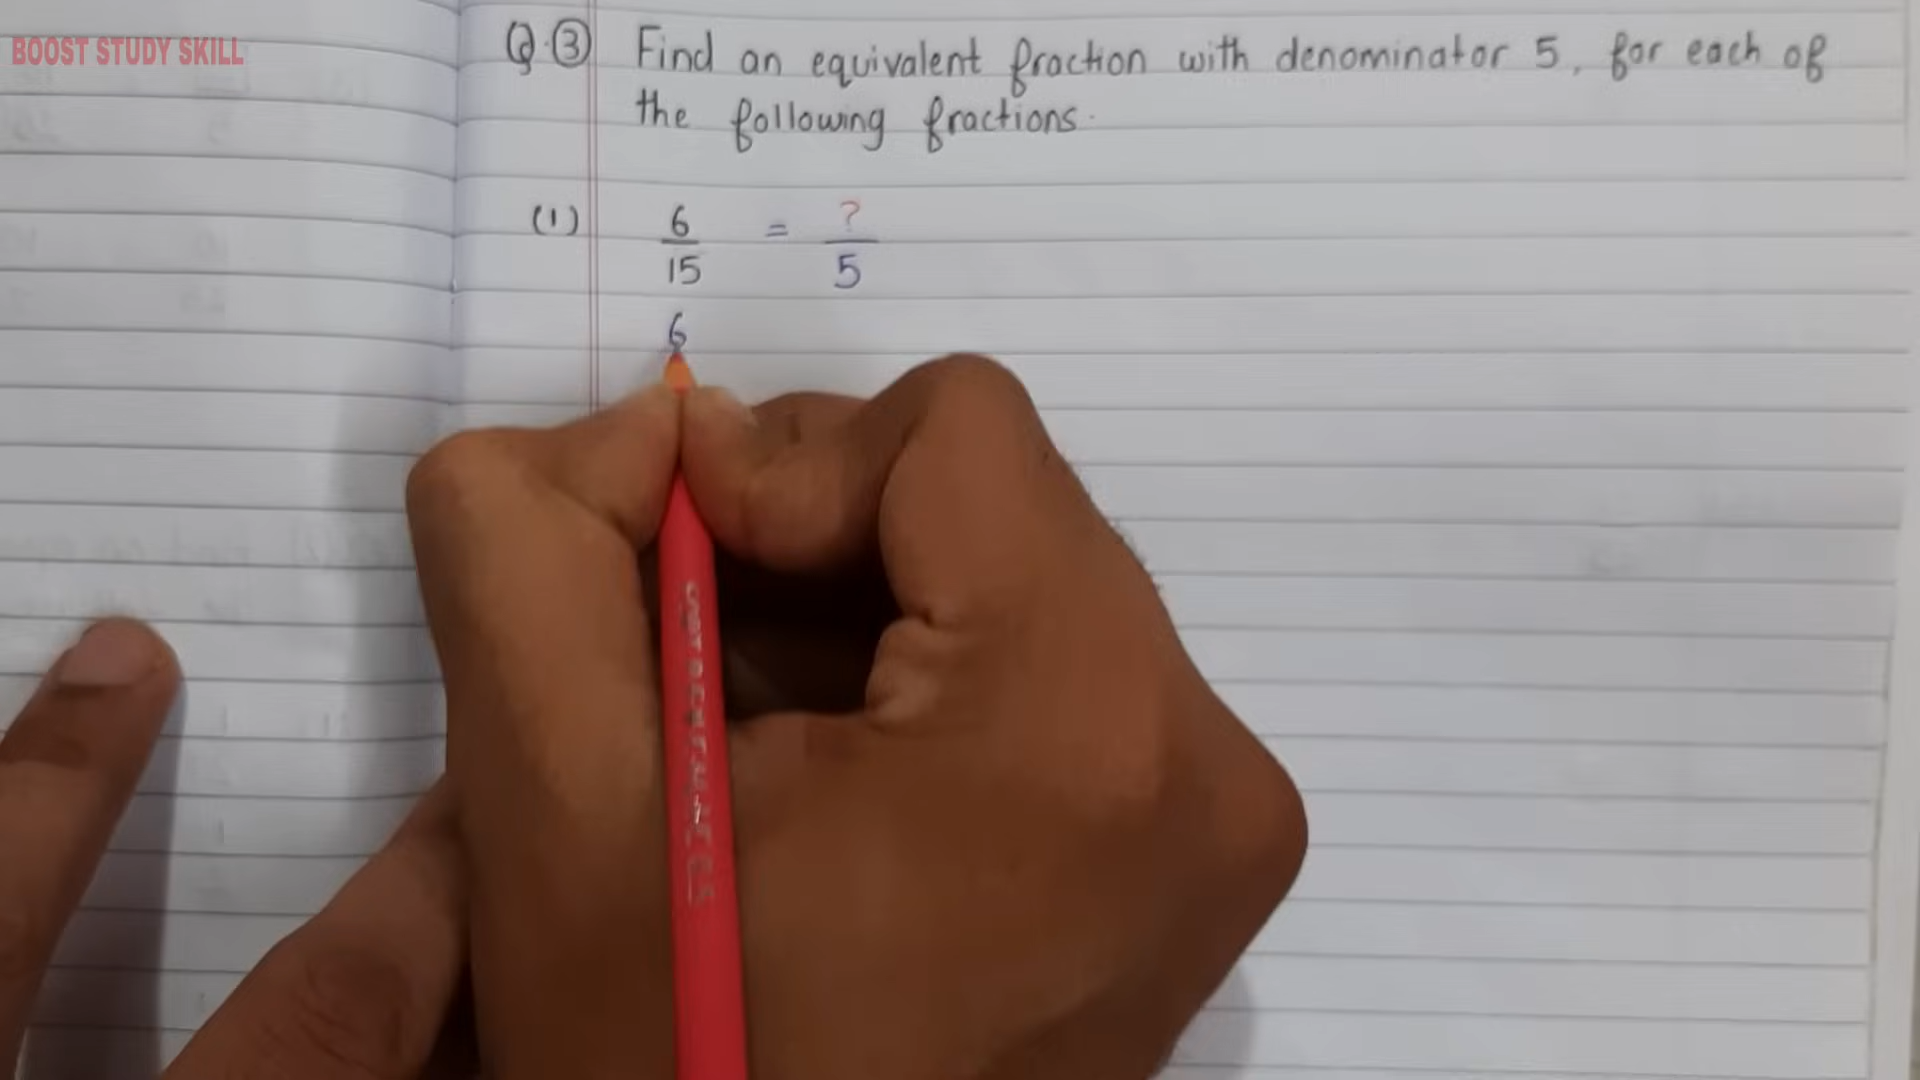 BOOST STUDY SKILL
Q.③ Find an equivalent fraction with denominator 5, for each of
the following fractions.
(1) 6/15 = ?/5
6